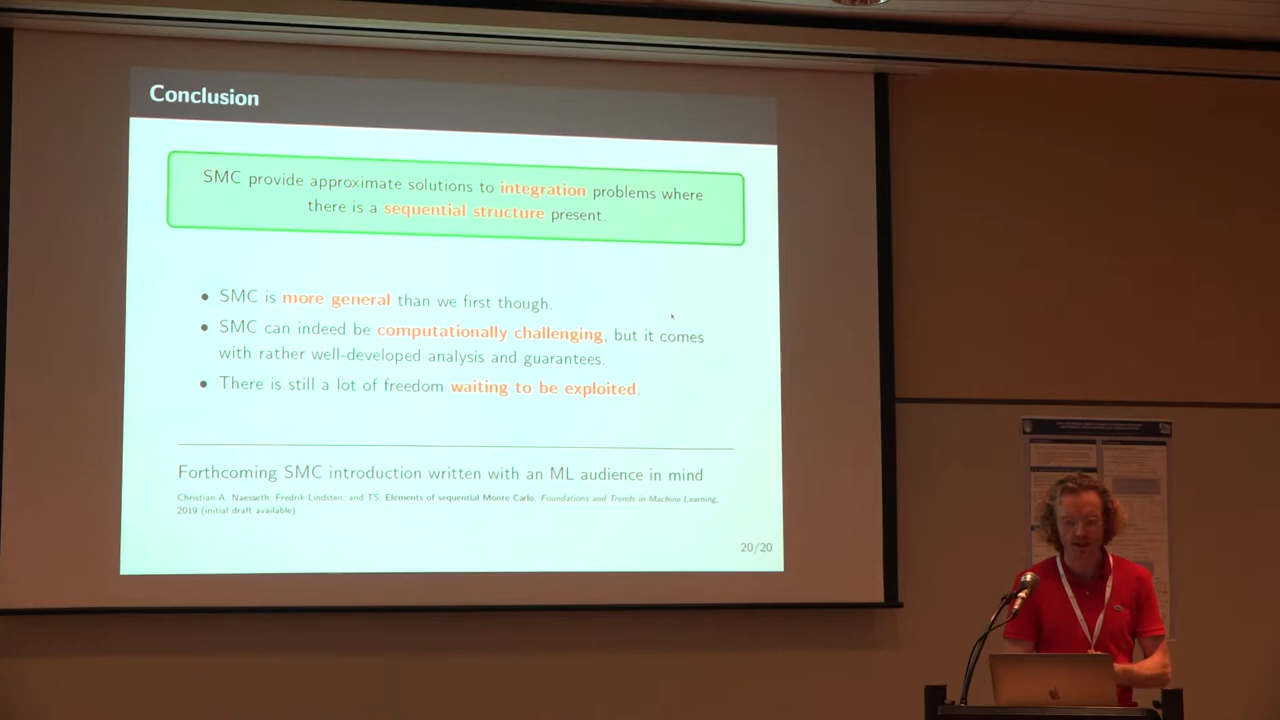 Conclusion
SMC provide approximate solutions to integration problems where
there is a sequential structure present.
• SMC is more general than we first though.
• SMC can indeed be computationally challenging, but it comes
with rather well-developed analysis and guarantees.
• There is still a lot of freedom waiting to be exploited.
Forthcoming SMC introduction written with an ML audience in mind
Christian A. Naesseth, Fredrik Lindsten, and TS. Elements of sequential Monte Carlo. Foundations and Trends in Machine Learning,
2019 (initial draft available).
20/20